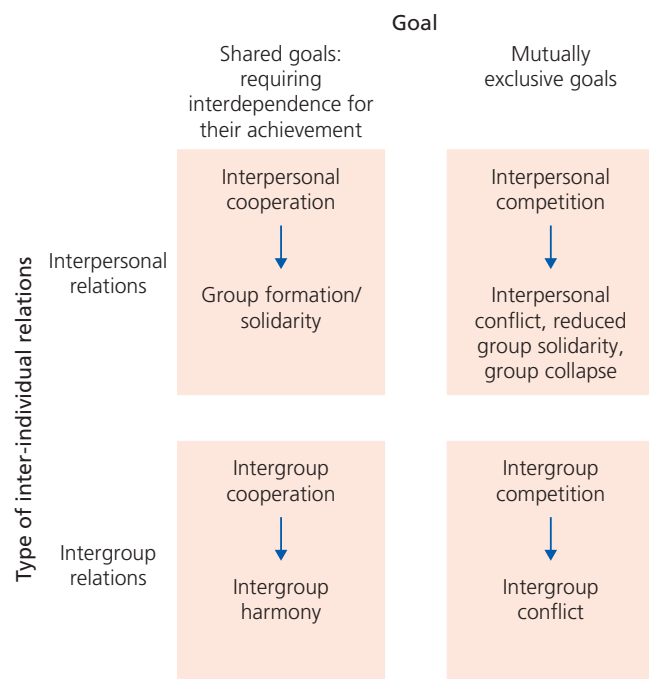 Goal
Shared goals:
requiring
interdependence for
their achievement
Mutually
exclusive goals
Type of inter-individual relations
Interpersonal
relations
Interpersonal
cooperation
Group formation/
solidarity
Interpersonal
competition
Interpersonal
conflict, reduced
group solidarity,
group collapse
Intergroup
relations
Intergroup
cooperation
Intergroup
harmony
Intergroup
competition
Intergroup
conflict